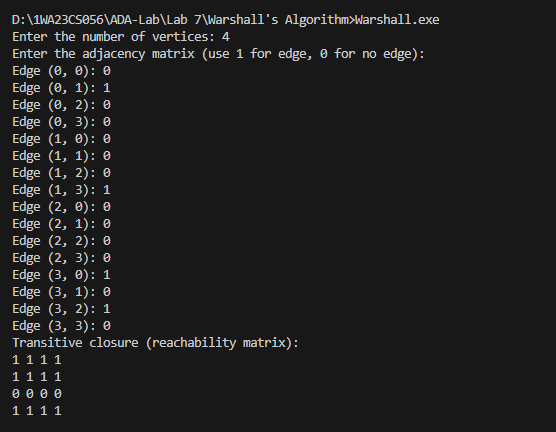 D:\1WA23CS056\ADA-Lab\Lab 7\Warshall's Algorithm>Warshall.exe
Enter the number of vertices: 4
Enter the adjacency matrix (use 1 for edge, 0 for no edge):
Edge (0, 0): 0
Edge (0, 1): 1
Edge (0, 2): 0
Edge (0, 3): 0
Edge (1, 0): 0
Edge (1, 1): 0
Edge (1, 2): 0
Edge (1, 3): 1
Edge (2, 0): 0
Edge (2, 1): 0
Edge (2, 2): 0
Edge (2, 3): 0
Edge (3, 0): 1
Edge (3, 1): 0
Edge (3, 2): 1
Edge (3, 3): 0
Transitive closure (reachability matrix):
1 1 1 1
1 1 1 1
0 0 0 0
1 1 1 1